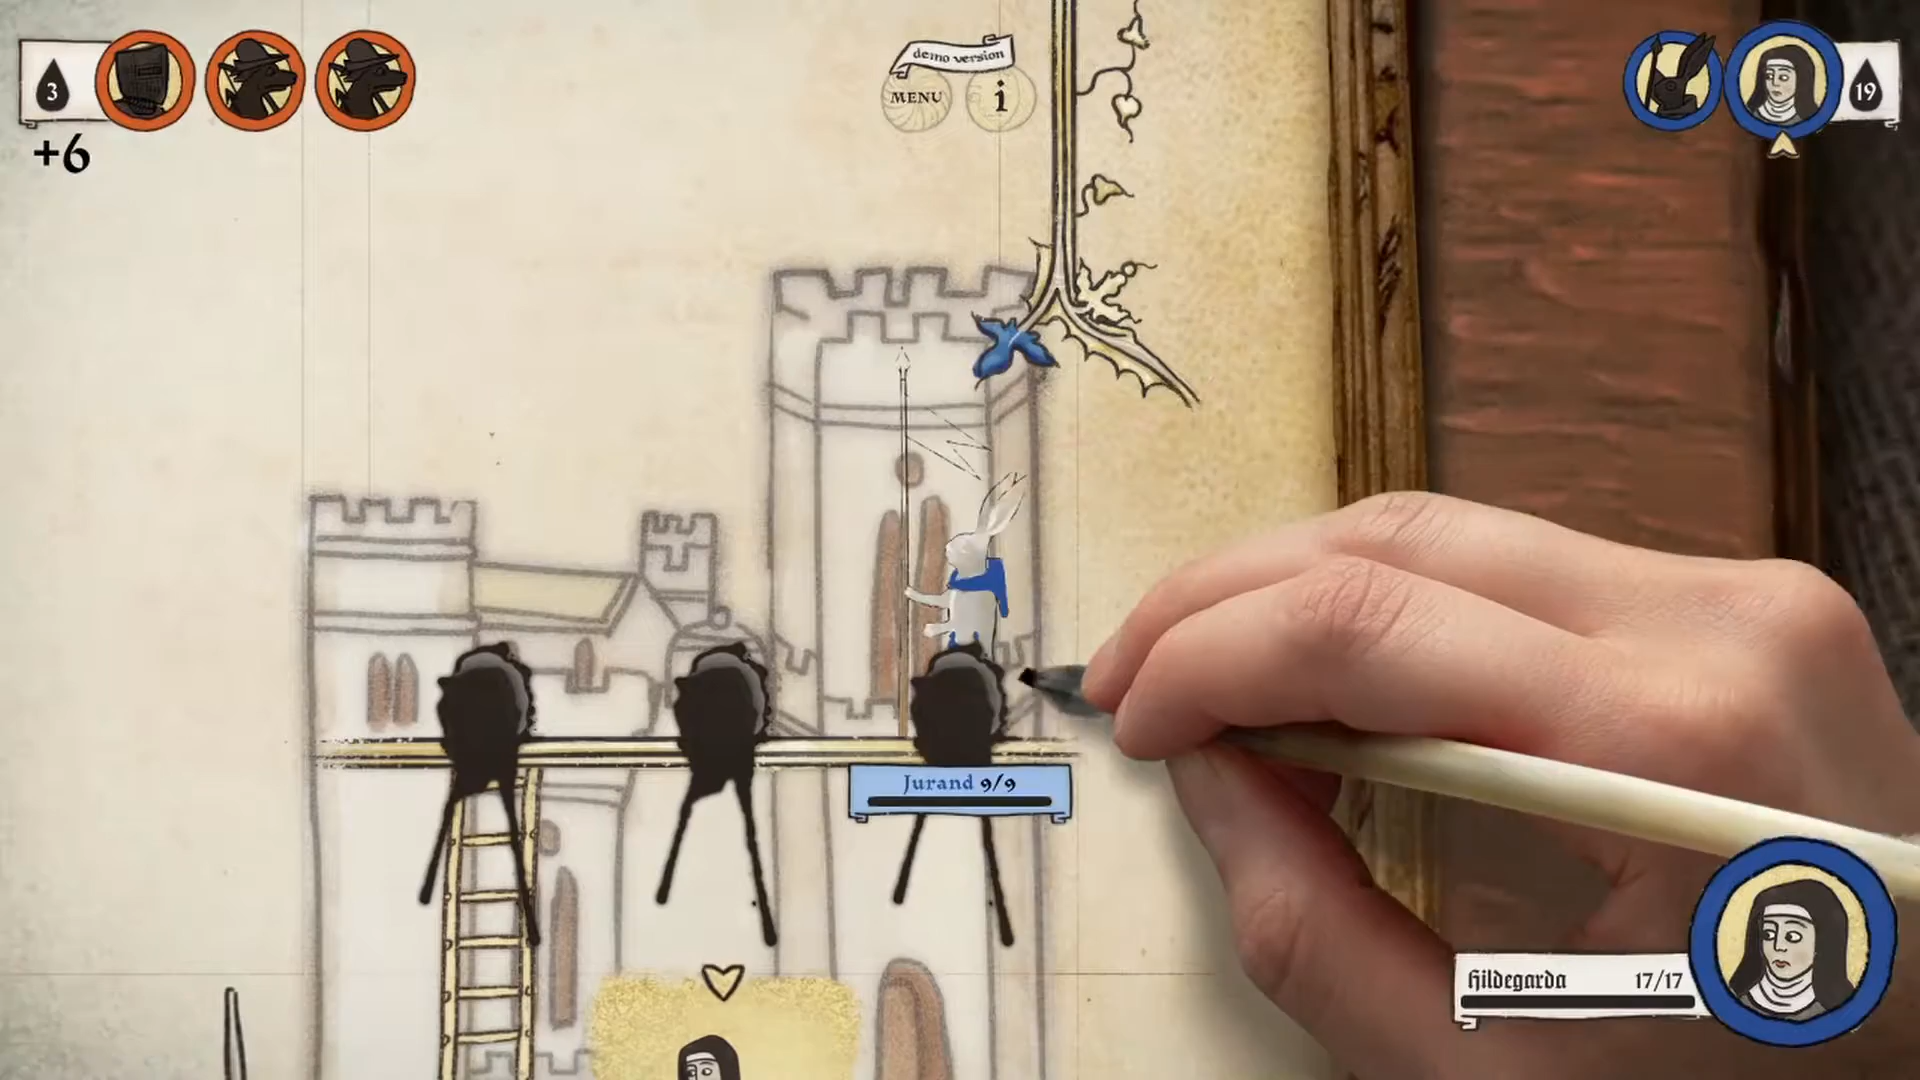 3
+6
demo version
MENU
i
19
Jurand 9/9
Hildegarda 17/17